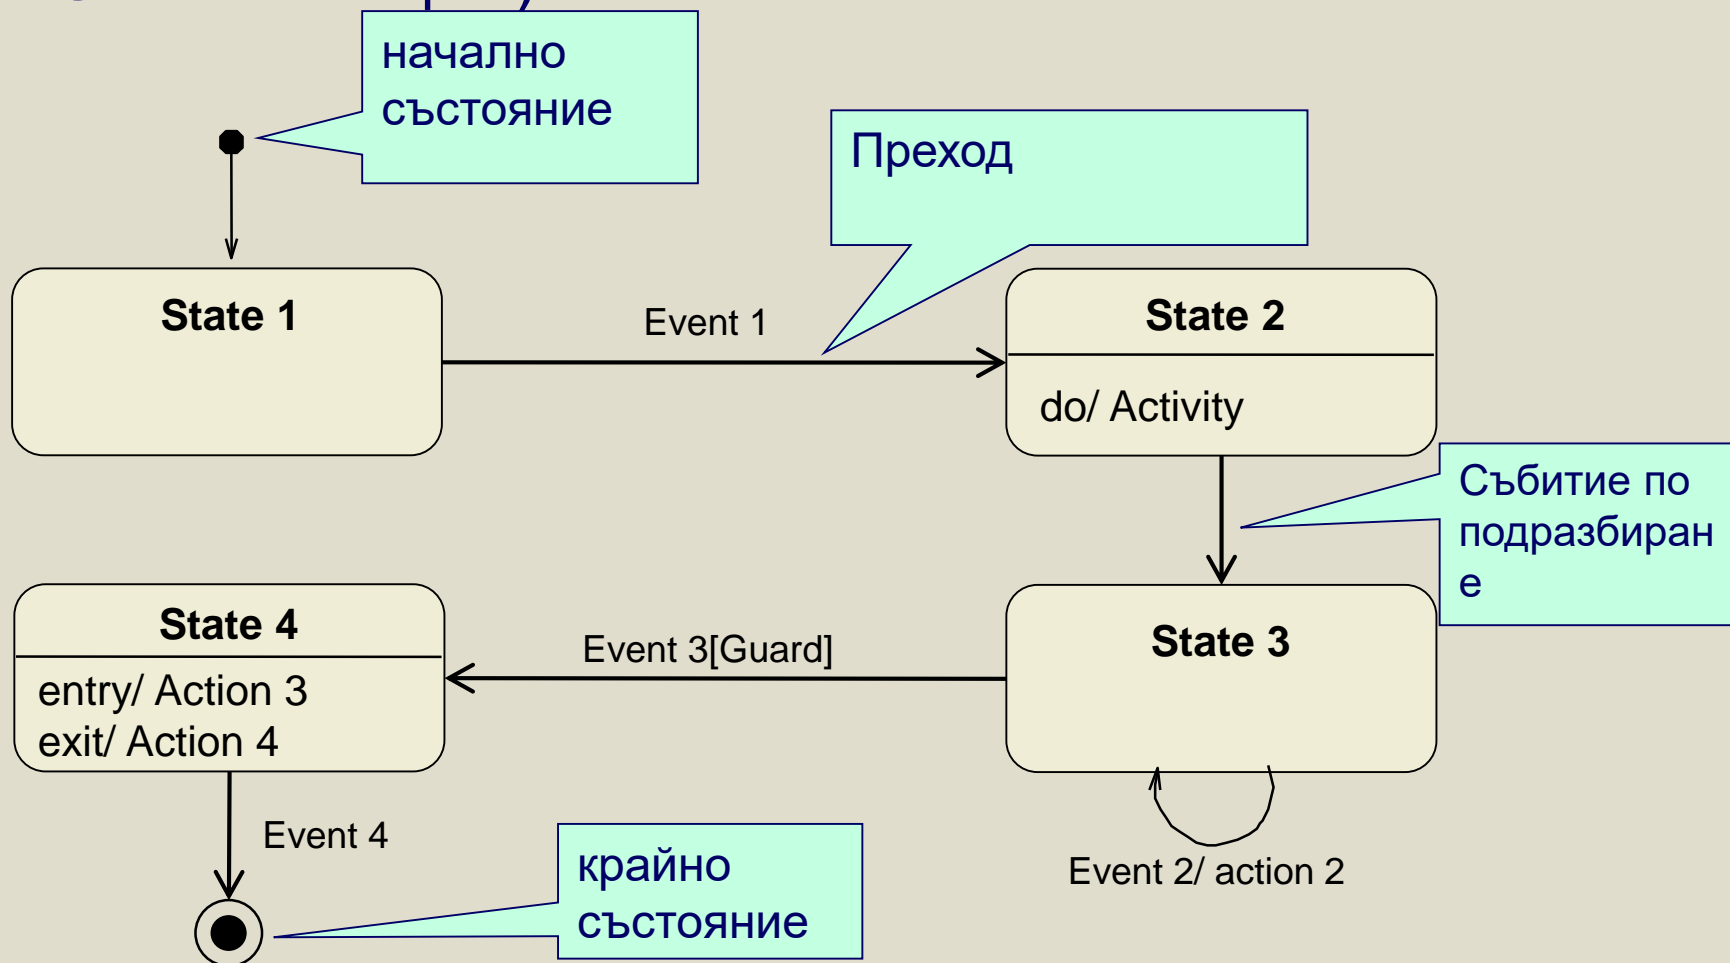 начално
състояние
Преход
State 1
Event 1
State 2
do/ Activity
Събитие по
подразбиран
е
State 4
entry/ Action 3
exit/ Action 4
Event 3[Guard]
State 3
Event 4
Event 2/ action 2
крайно
състояние